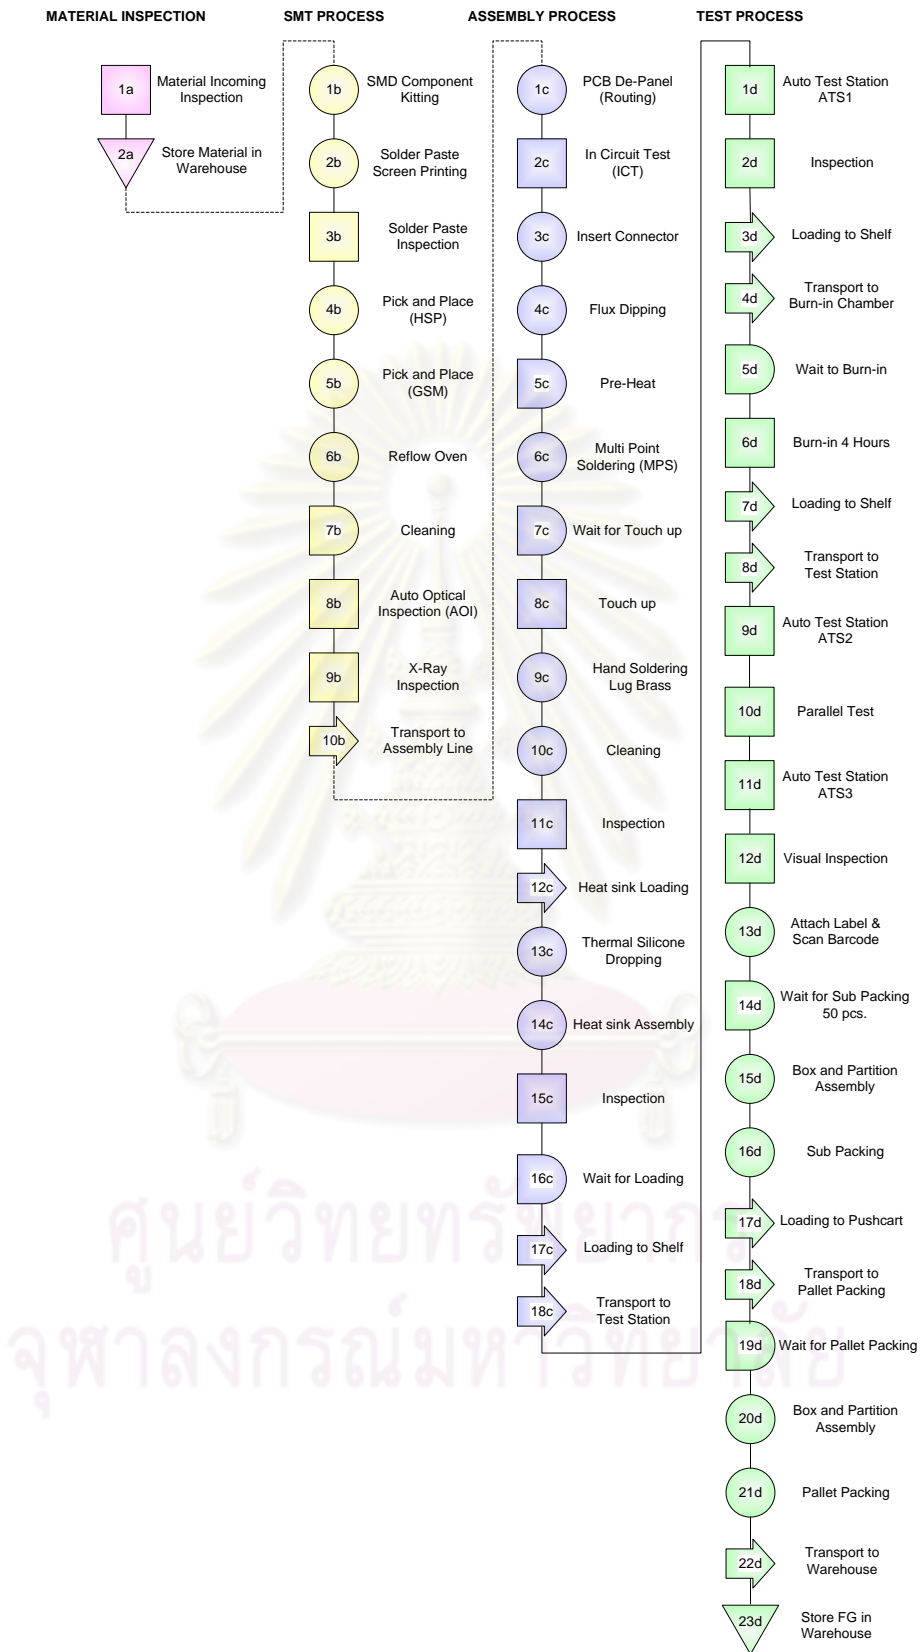 MATERIAL INSPECTION
1a
Material Incoming
Inspection
2a
Store Material in
Warehouse
SMT PROCESS
1b
SMD Component
Kitting
2b
Solder Paste
Screen Printing
3b
Solder Paste
Inspection
4b
Pick and Place
(HSP)
5b
Pick and Place
(GSM)
6b
Reflow Oven
7b
Cleaning
8b
Auto Optical
Inspection (AOI)
9b
X-Ray
Inspection
10b
Transport to
Assembly Line
ASSEMBLY PROCESS
1c
PCB De-Panel
(Routing)
2c
In Circuit Test
(ICT)
3c
Insert Connector
4c
Flux Dipping
5c
Pre-Heat
6c
Multi Point
Soldering (MPS)
7c
Wait for Touch up
8c
Touch up
9c
Hand Soldering
Lug Brass
10c
Cleaning
11c
Inspection
12c
Heat sink Loading
13c
Thermal Silicone
Dropping
14c
Heat sink Assembly
15c
Inspection
16c
Wait for Loading
17c
Loading to Shelf
18c
Transport to
Test Station
TEST PROCESS
1d
Auto Test Station
ATS1
2d
Inspection
3d
Loading to Shelf
4d
Transport to
Burn-in Chamber
5d
Wait to Burn-in
6d
Burn-in 4 Hours
7d
Loading to Shelf
8d
Transport to
Test Station
9d
Auto Test Station
ATS2
10d
Parallel Test
11d
Auto Test Station
ATS3
12d
Visual Inspection
13d
Attach Label &
Scan Barcode
14d
Wait for Sub Packing
50 pcs.
15d
Box and Partition
Assembly
16d
Sub Packing
17d
Loading to Pushcart
18d
Transport to
Pallet Packing
19d
Wait for Pallet Packing
20d
Box and Partition
Assembly
21d
Pallet Packing
22d
Transport to
Warehouse
23d
Store FG in
Warehouse
ศูนย์วิทยทรัพยากร
จุฬาลงกรณ์มหาวิทยาลัย